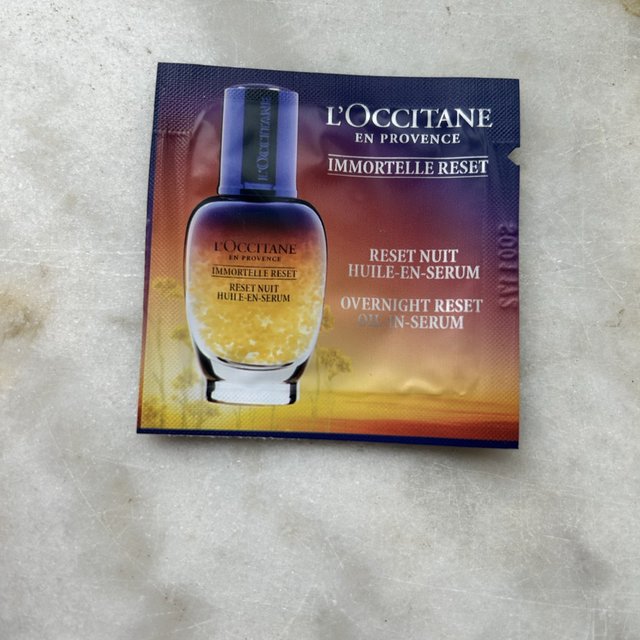 L'OCCITANE
EN PROVENCE
IMMORTELLE RESET
RESET NUIT
HUILE-EN-SERUM
OVERNIGHT RESET
OIL-IN-SERUM
L'OCCITANE
L'OCCITANE
EN PROVENCE
IMMORTELLE RESET
RESET NUIT
HUILE-EN-SERUM